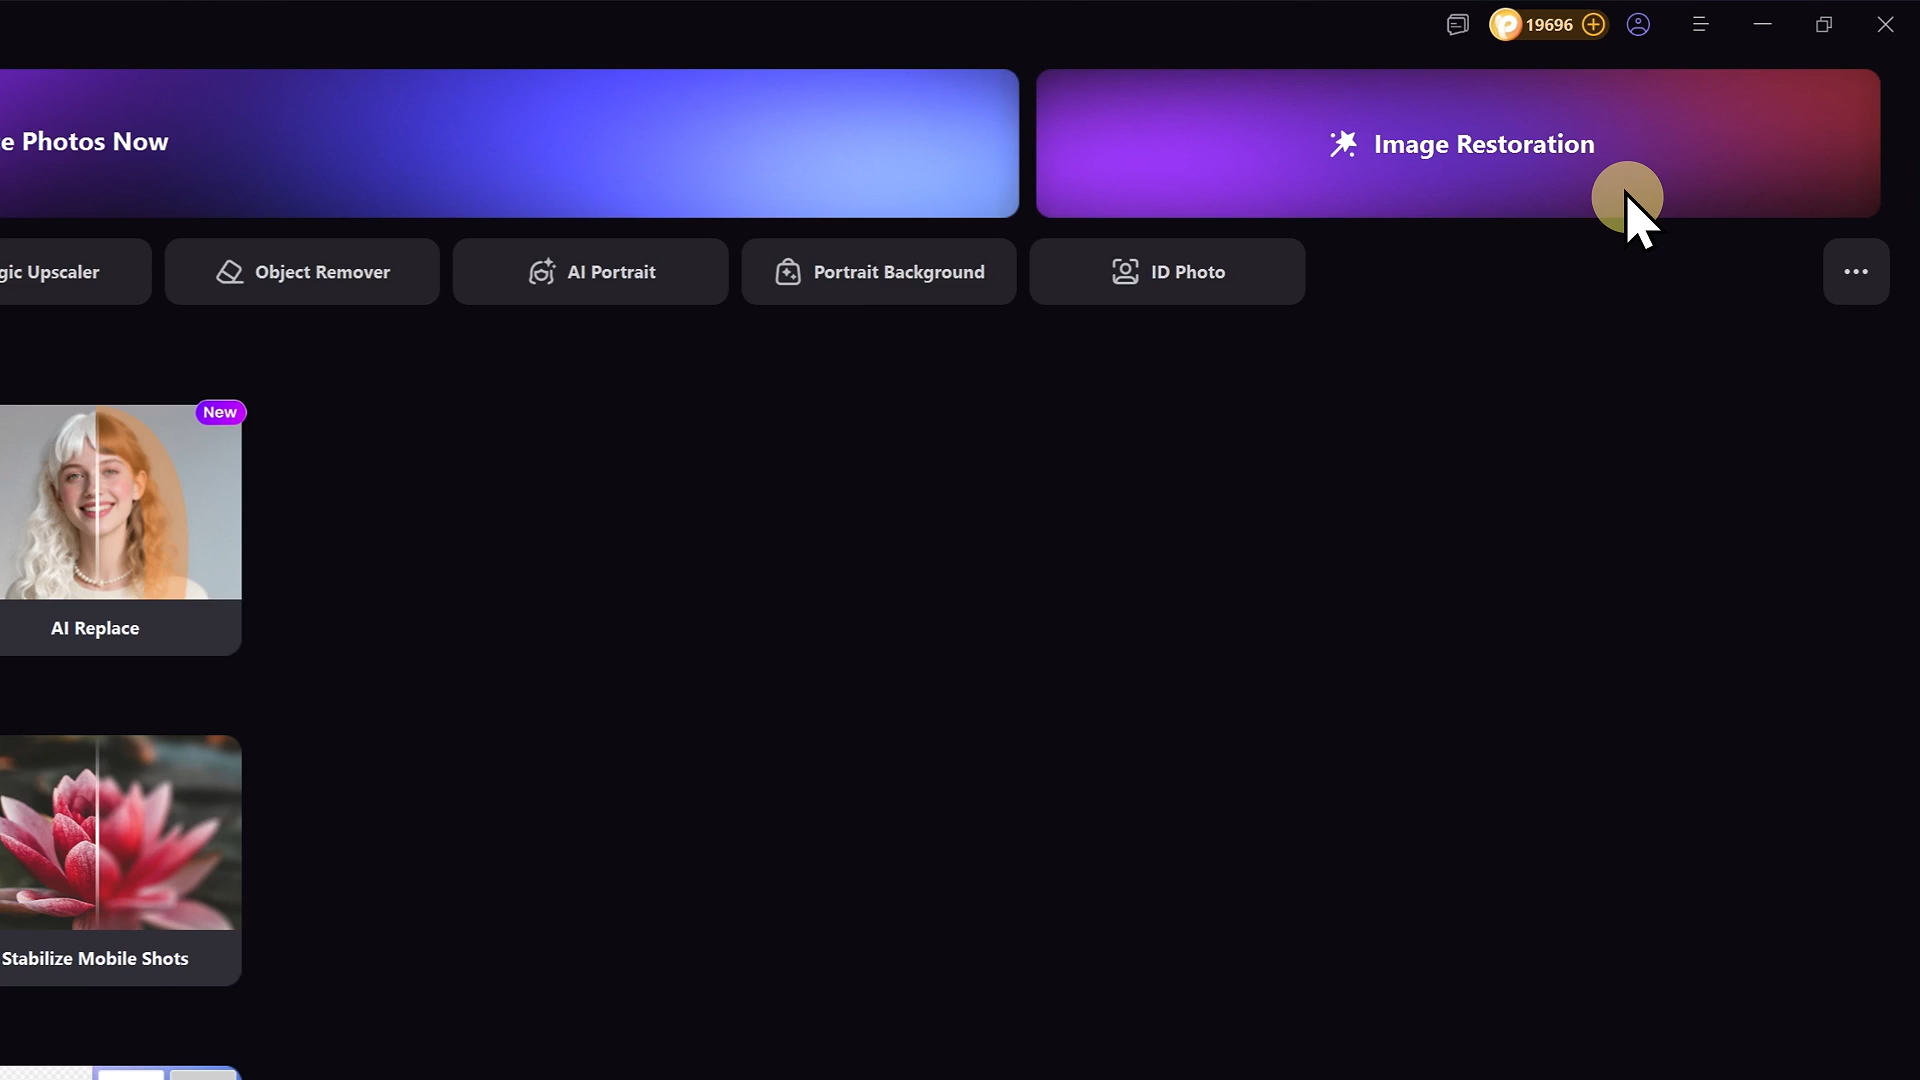 19696
e Photos Now
Image Restoration
gic Upscaler
Object Remover
AI Portrait
Portrait Background
ID Photo
New
AI Replace
Stabilize Mobile Shots